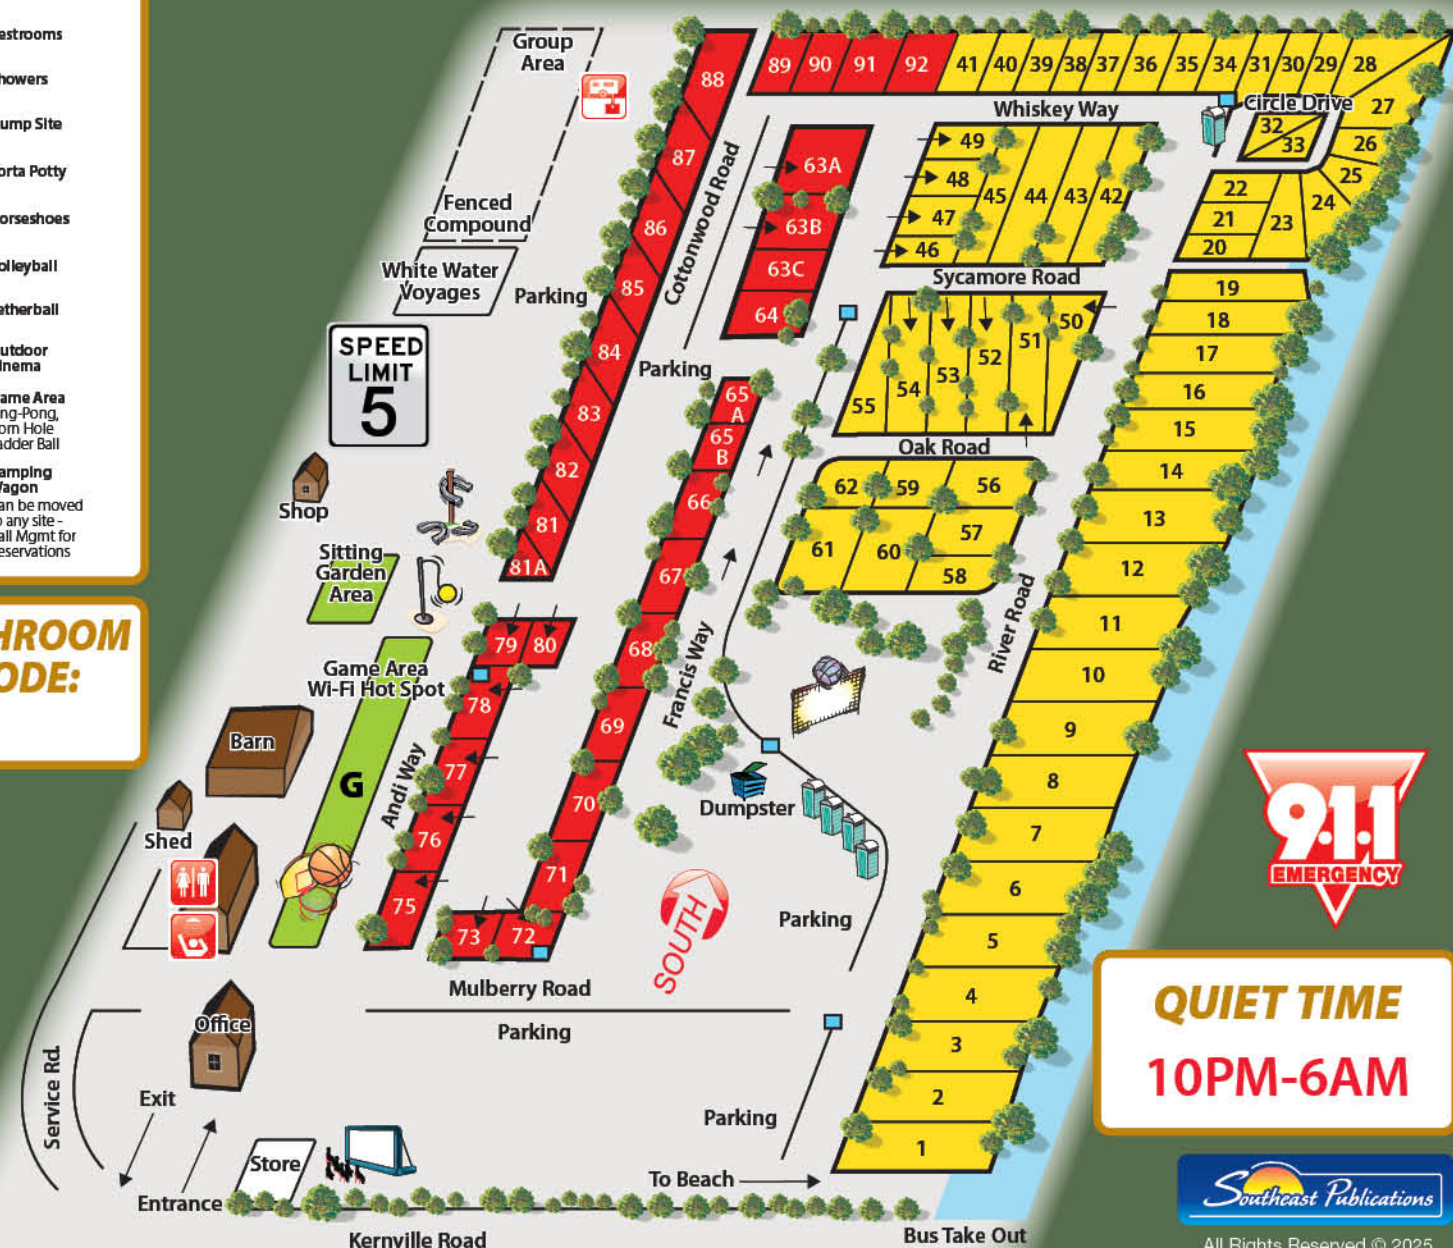 estrooms
howers
ump Site
orta Potty
orseshoes
olleyball
etherball
utdoor
inema
ame Area
ng-Pong,
orn Hole
adder Ball
amping
Wagon
an be moved
o any site -
all Mgmt for
eservations
HROOM
ODE:
Group
Area
Fenced
Compound
White Water
Voyages
Parking
SPEED
LIMIT
5
Shop
Sitting
Garden
Area
Game Area
Wi-Fi Hot Spot
Barn
G
Shed
Office
Service Rd.
Exit
Entrance
Store
Kernville Road
88
87
86
85
84
83
82
81
81A
Cottonwood Road
89 90 91 92 41 40 39 38 37 36 35 34 31 30 29 28
27
26
25
24
23
22
21
20
Whiskey Way
Circle Drive
32
33
63A
63B
63C
64
Parking
49
48
47
46
45 44 43 42
Sycamore Road
55 54 53 52 51 50
Oak Road
62 59 56
61 60 57
58
65
A
65
B
66
67
68
69
70
71
72
73
Francis Way
79 80
78
77
76
75
Andi Way
Mulberry Road
Parking
Dumpster
SOUTH
Parking
Parking
To Beach
River Road
19
18
17
16
15
14
13
12
11
10
9
8
7
6
5
4
3
2
1
Bus Take Out
9.1.1
EMERGENCY
QUIET TIME
10PM-6AM
Southeast Publications
All Rights Reserved © 2025